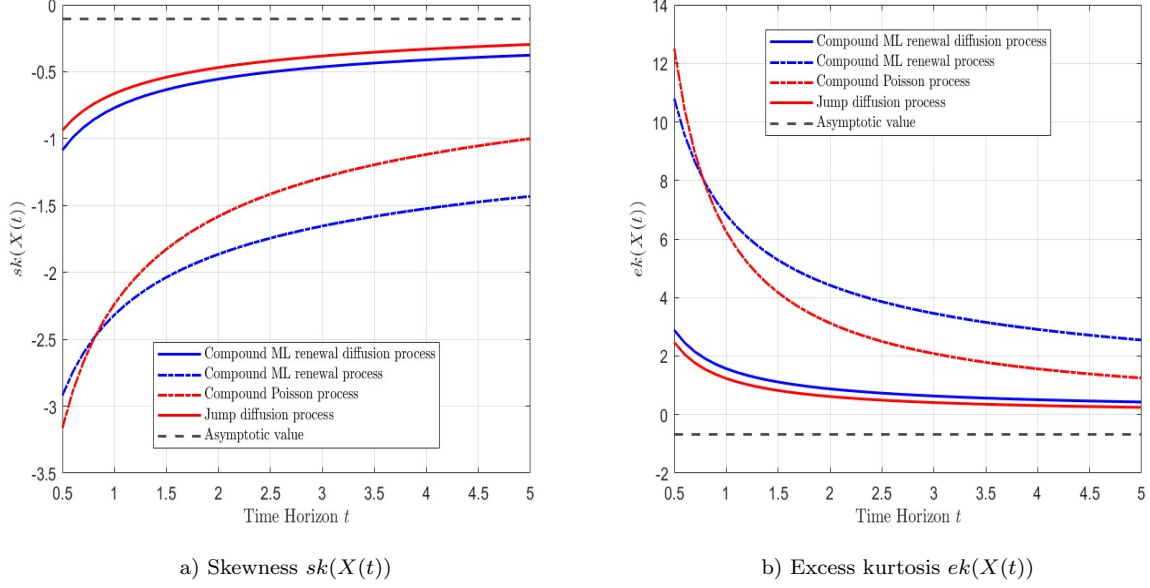 0
-0.5
-1
-1.5
-2
-2.5
-3
-3.5
sk(X(t))
Compound ML renewal diffusion process
Compound ML renewal process
Compound Poisson process
Jump diffusion process
Asymptotic value
0.5 1 1.5 2 2.5 3 3.5 4 4.5 5
Time Horizon t
a) Skewness sk(X(t))
14
12
10
8
6
4
2
0
-2
ek(X(t))
Compound ML renewal diffusion process
Compound ML renewal process
Compound Poisson process
Jump diffusion process
Asymptotic value
0.5 1 1.5 2 2.5 3 3.5 4 4.5 5
Time Horizon t
b) Excess kurtosis ek(X(t))